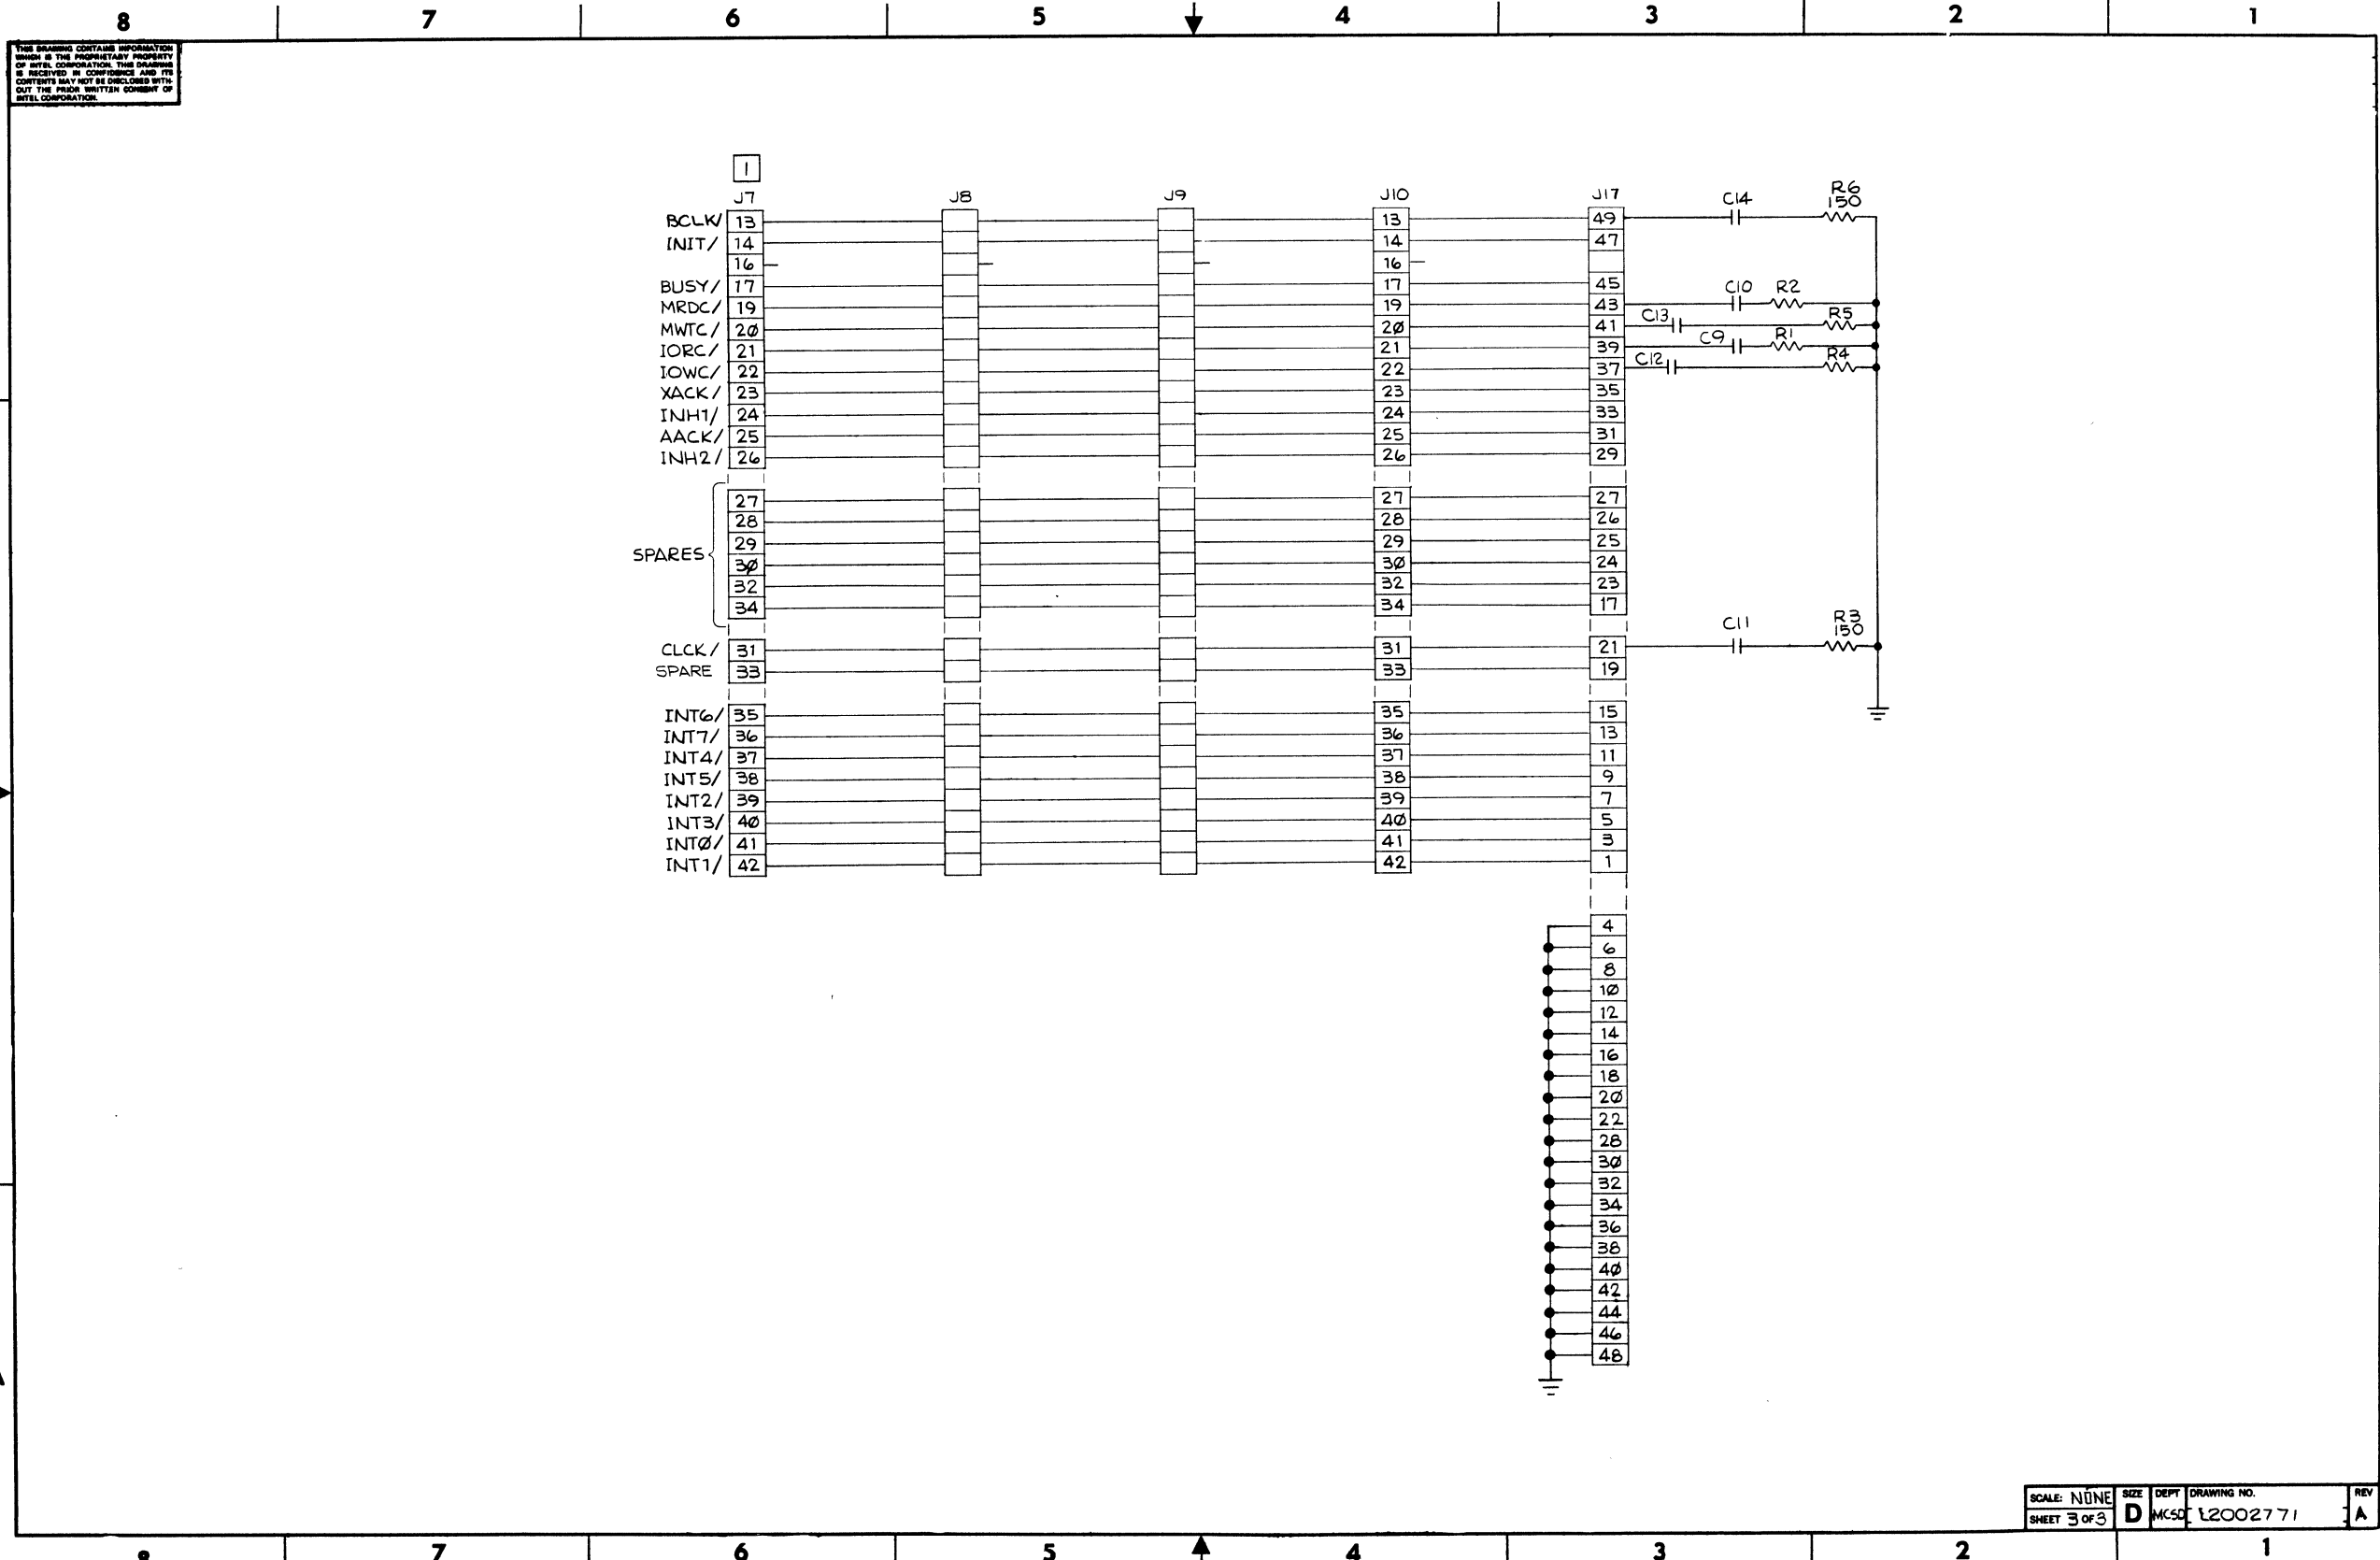 8 7 6 5 4 3 2 1
THIS DRAWING CONTAINS INFORMATION
WHICH IS THE PROPRIETARY PROPERTY
OF INTEL CORPORATION. THIS DRAWING
IS RECEIVED IN CONFIDENCE AND ITS
CONTENTS MAY NOT BE DISCLOSED WITH-
OUT THE PRIOR WRITTEN CONSENT OF
INTEL CORPORATION.
1
J7 J8 J9 J10 J17 C14 R6
150
BCLK/ 13 13 49
INIT/ 14 14 47
16 16
BUSY/ 17 17 45
C10 R2
MRDC/ 19 19 43
C13 R5
MWTC/ 20 20 41
C9 R1
IORC/ 21 21 39
C12 R4
IOWC/ 22 22 37
XACK/ 23 23 35
INH1/ 24 24 33
AACK/ 25 25 31
INH2/ 26 26 29
27 27 27
28 28 26
SPARES 29 29 25
30 30 24
32 32 23
34 34 17
C11 R3
150
CLCK/ 31 31 21
SPARE 33 33 19
INT6/ 35 35 15
INT7/ 36 36 13
INT4/ 37 37 11
INT5/ 38 38 9
INT2/ 39 39 7
INT3/ 40 40 5
INTØ/ 41 41 3
INT1/ 42 42 1
4
6
8
10
12
14
16
18
20
22
28
30
32
34
36
38
40
42
44
46
48
SCALE: NONE SIZE DEPT DRAWING NO. REV
SHEET 3 OF 3 D MCSD 2002771 A
8 7 6 5 4 3 2 1